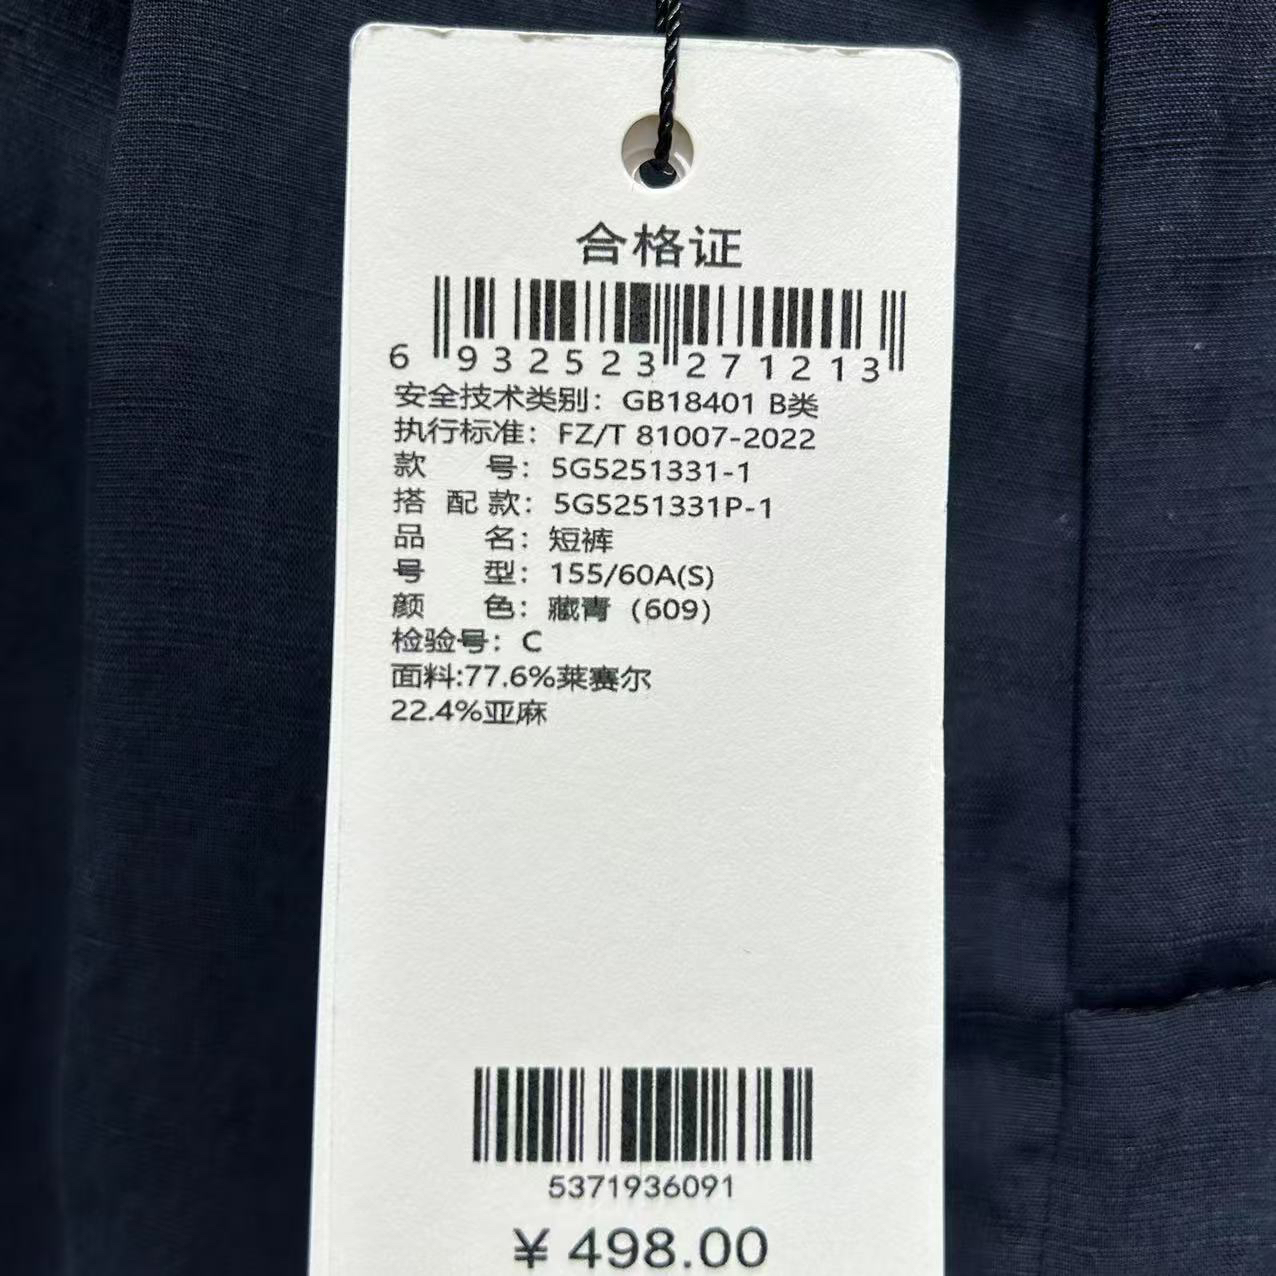 合格证
6 932523 271213
安全技术类别：GB18401 B类
执行标准：FZ/T 81007-2022
款 号：5G5251331-1
搭 配 款：5G5251331P-1
品 名：短裤
号 型：155/60A(S)
颜 色：藏青（609）
检验号：C
面料:77.6%莱赛尔
22.4%亚麻
5371936091
¥ 498.00